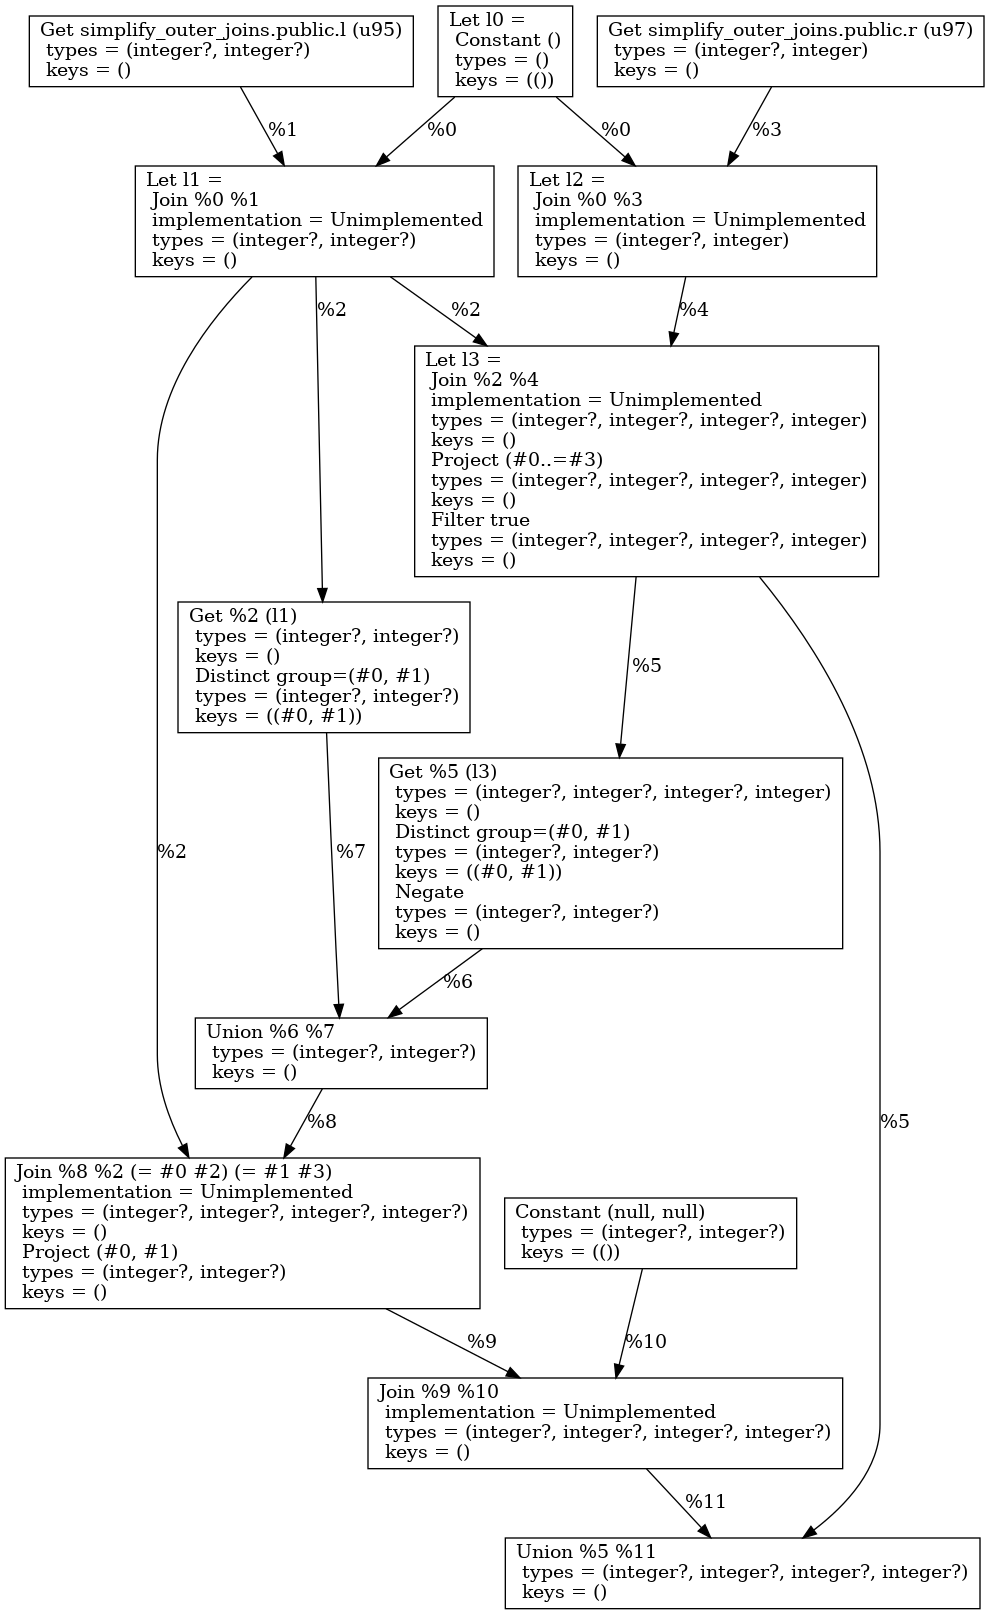 Get simplify_outer_joins.public.l (u95)
types = (integer?, integer?)
keys = ()
Let l0 =
Constant ()
types = ()
keys = (())
Get simplify_outer_joins.public.r (u97)
types = (integer?, integer)
keys = ()
%1
%0
%0
%3
Let l1 =
Join %0 %1
implementation = Unimplemented
types = (integer?, integer?)
keys = ()
Let l2 =
Join %0 %3
implementation = Unimplemented
types = (integer?, integer)
keys = ()
%2
%2
%4
Let l3 =
Join %2 %4
implementation = Unimplemented
types = (integer?, integer?, integer?, integer)
keys = ()
Project (#0..=#3)
types = (integer?, integer?, integer?, integer)
keys = ()
Filter true
types = (integer?, integer?, integer?, integer)
keys = ()
Get %2 (l1)
types = (integer?, integer?)
keys = ()
Distinct group=(#0, #1)
types = (integer?, integer?)
keys = ((#0, #1))
%5
Get %5 (l3)
types = (integer?, integer?, integer?, integer)
keys = ()
Distinct group=(#0, #1)
types = (integer?, integer?)
keys = ((#0, #1))
Negate
types = (integer?, integer?)
keys = ()
%2
%7
%6
Union %6 %7
types = (integer?, integer?)
keys = ()
%8
%5
Join %8 %2 (= #0 #2) (= #1 #3)
implementation = Unimplemented
types = (integer?, integer?, integer?, integer?)
keys = ()
Project (#0, #1)
types = (integer?, integer?)
keys = ()
Constant (null, null)
types = (integer?, integer?)
keys = (())
%9
%10
Join %9 %10
implementation = Unimplemented
types = (integer?, integer?, integer?, integer?)
keys = ()
%11
Union %5 %11
types = (integer?, integer?, integer?, integer?)
keys = ()